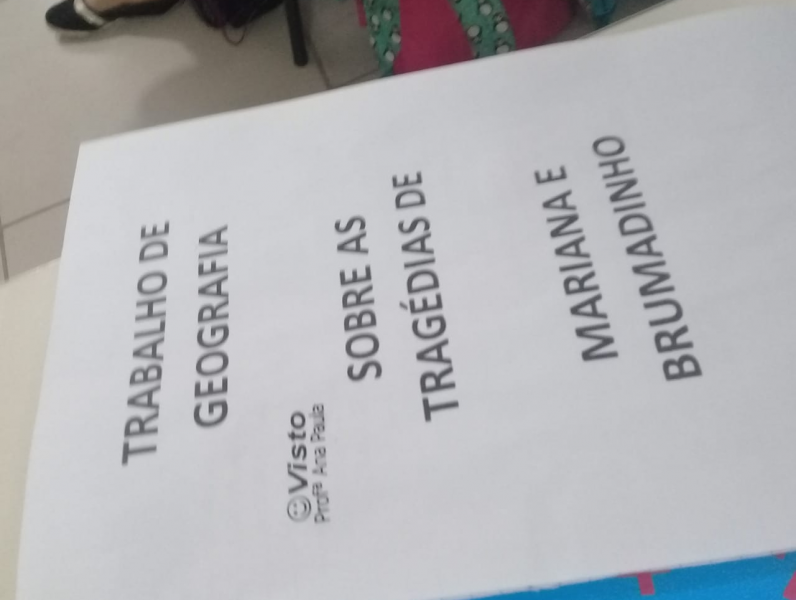 TRABALHO DE
GEOGRAFIA
☺Visto
Profª Ana Paula
SOBRE AS
TRAGÉDIAS DE
MARIANA E
BRUMADINHO